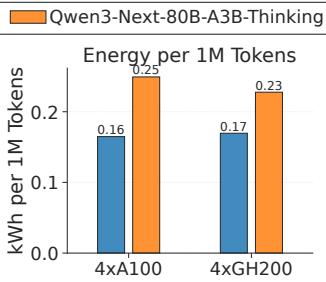 Qwen3-Next-80B-A3B-Thinking
Energy per 1M Tokens
kWh per 1M Tokens
0.2
0.1
0.0
0.16
0.25
0.17
0.23
4xA100
4xGH200